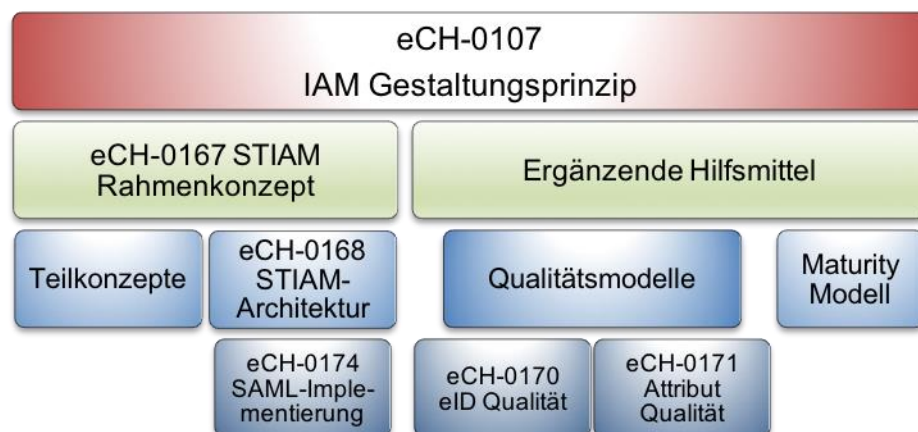 eCH-0107
IAM Gestaltungsprinzip
eCH-0167 STIAM
Rahmenkonzept
Ergänzende Hilfsmittel
Teilkonzepte
eCH-0168
STIAM-
Architektur
Qualitätsmodelle
Maturity
Modell
eCH-0174
SAML-Imple-
mentierung
eCH-0170
eID Qualität
eCH-0171
Attribut
Qualität